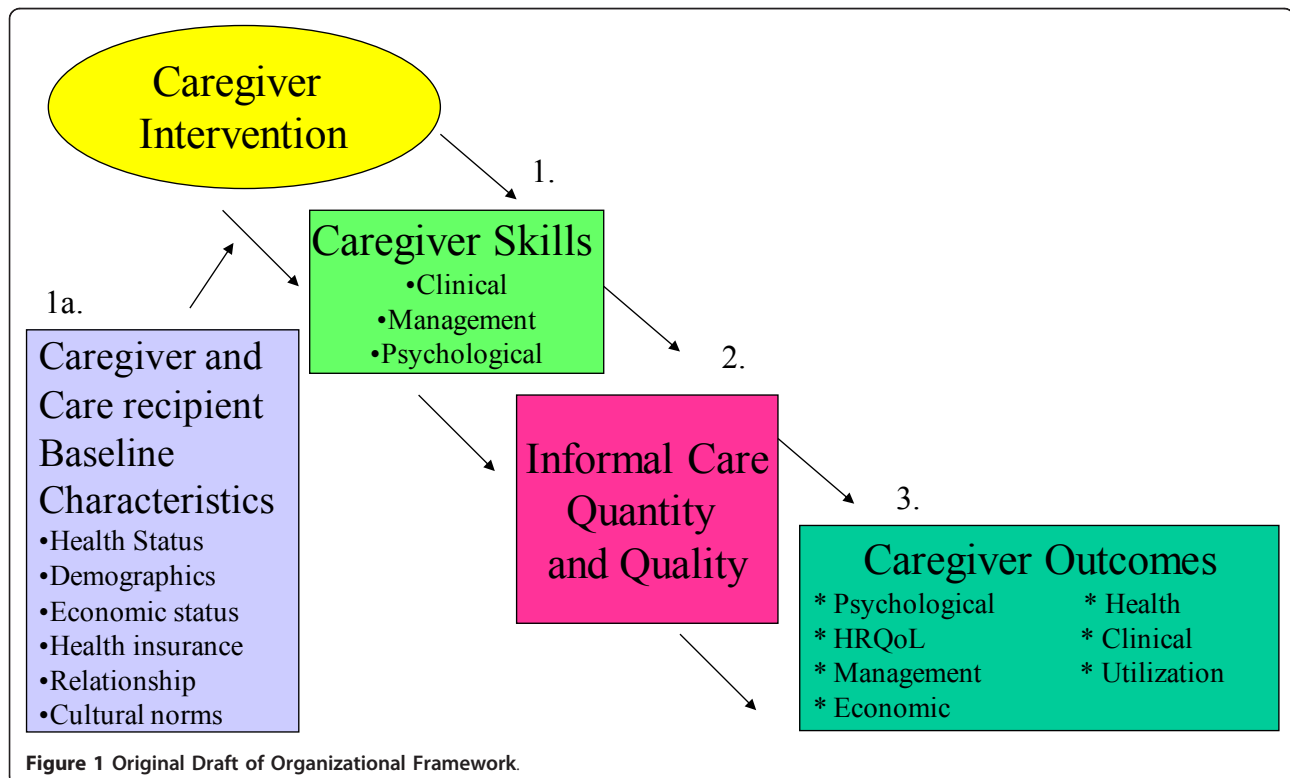 Caregiver
Intervention
1.
Caregiver Skills
•Clinical
•Management
•Psychological
1a.
Caregiver and
Care recipient
Baseline
Characteristics
•Health Status
•Demographics
•Economic status
•Health insurance
•Relationship
•Cultural norms
2.
Informal Care
Quantity
and Quality
3.
Caregiver Outcomes
* Psychological
* HRQoL
* Management
* Economic
* Health
* Clinical
* Utilization
Figure 1 Original Draft of Organizational Framework.